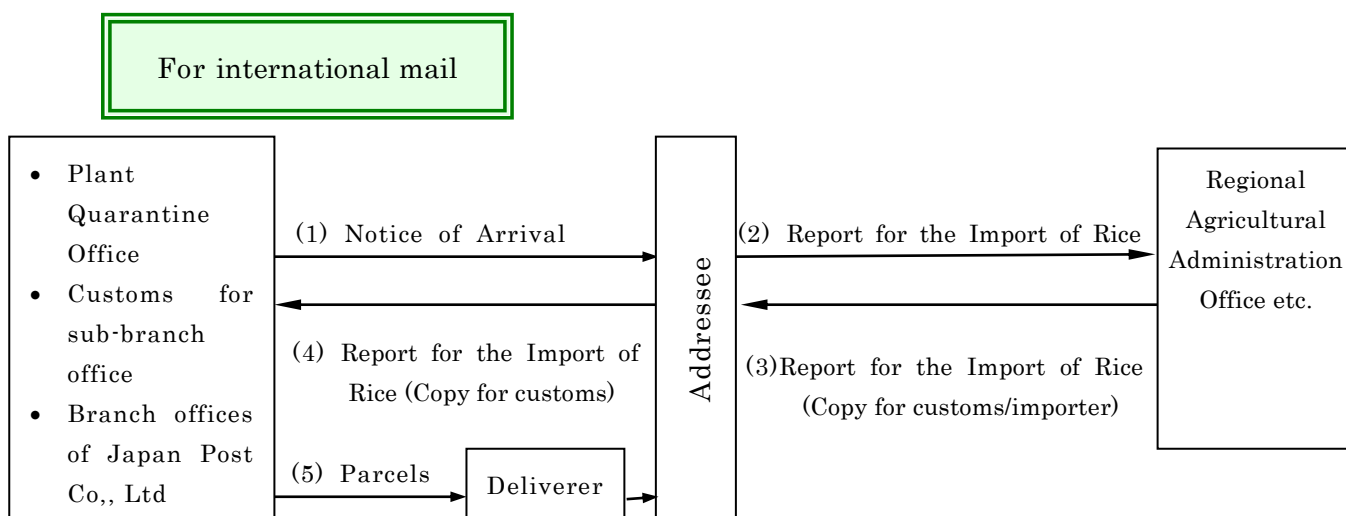 For international mail
• Plant
Quarantine
Office
• Customs for
sub-branch
office
• Branch offices
of Japan Post
Co,, Ltd
(1) Notice of Arrival
(4) Report for the Import of
Rice (Copy for customs)
(5) Parcels
Deliverer
Addressee
(2) Report for the Import of Rice
(3)Report for the Import of Rice
(Copy for customs/importer)
Regional
Agricultural
Administration
Office etc.